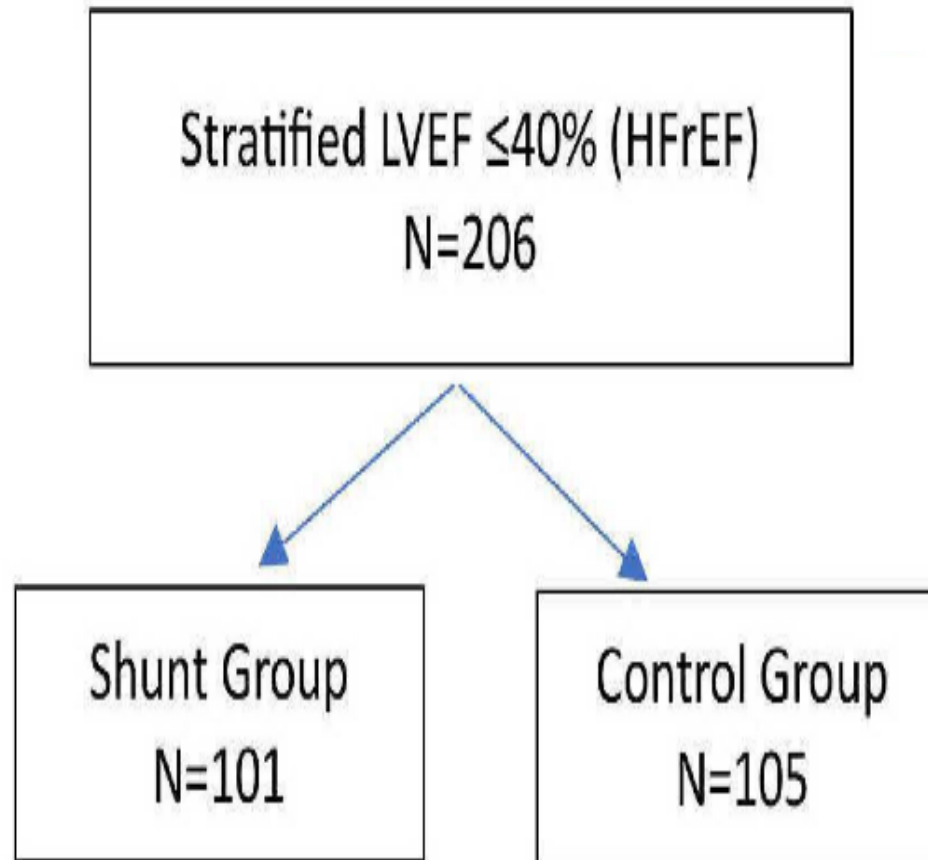 Stratified LVEF ≤40% (HFrEF)
N=206
Shunt Group
N=101
Control Group
N=105